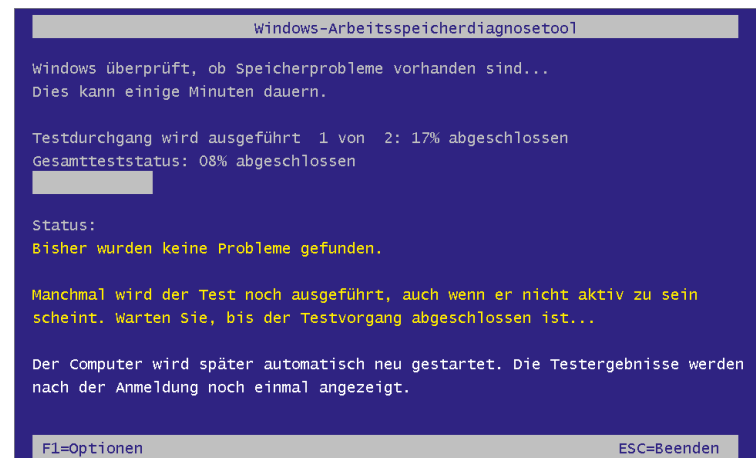 Windows-Arbeitsspeicherdiagnosetool
Windows überprüft, ob Speicherprobleme vorhanden sind...
Dies kann einige Minuten dauern.
Testdurchgang wird ausgeführt 1 von 2: 17% abgeschlossen
Gesamtteststatus: 08% abgeschlossen
Status:
Bisher wurden keine Probleme gefunden.
Manchmal wird der Test noch ausgeführt, auch wenn er nicht aktiv zu sein
scheint. Warten Sie, bis der Testvorgang abgeschlossen ist...
Der Computer wird später automatisch neu gestartet. Die Testergebnisse werden
nach der Anmeldung noch einmal angezeigt.
F1=Optionen ESC=Beenden